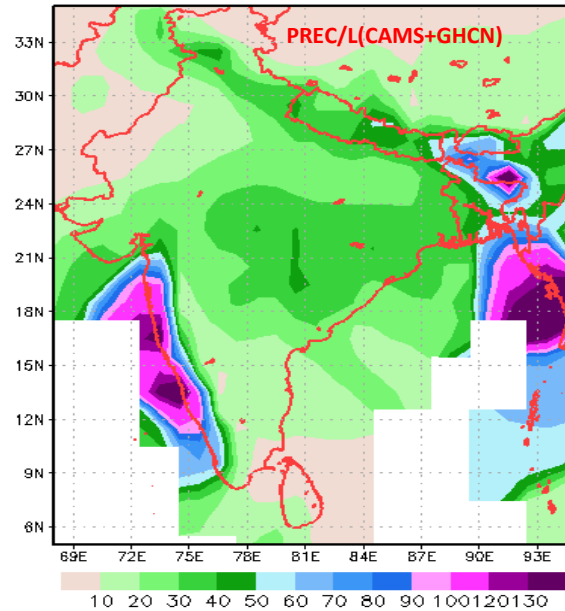 PREC/L(CAMS+GHCN)
33N
30N
27N
24N
21N
18N
15N
12N
9N
6N
69E 72E 75E 78E 81E 84E 87E 90E 93E
10 20 30 40 50 60 70 80 90 100 120 130